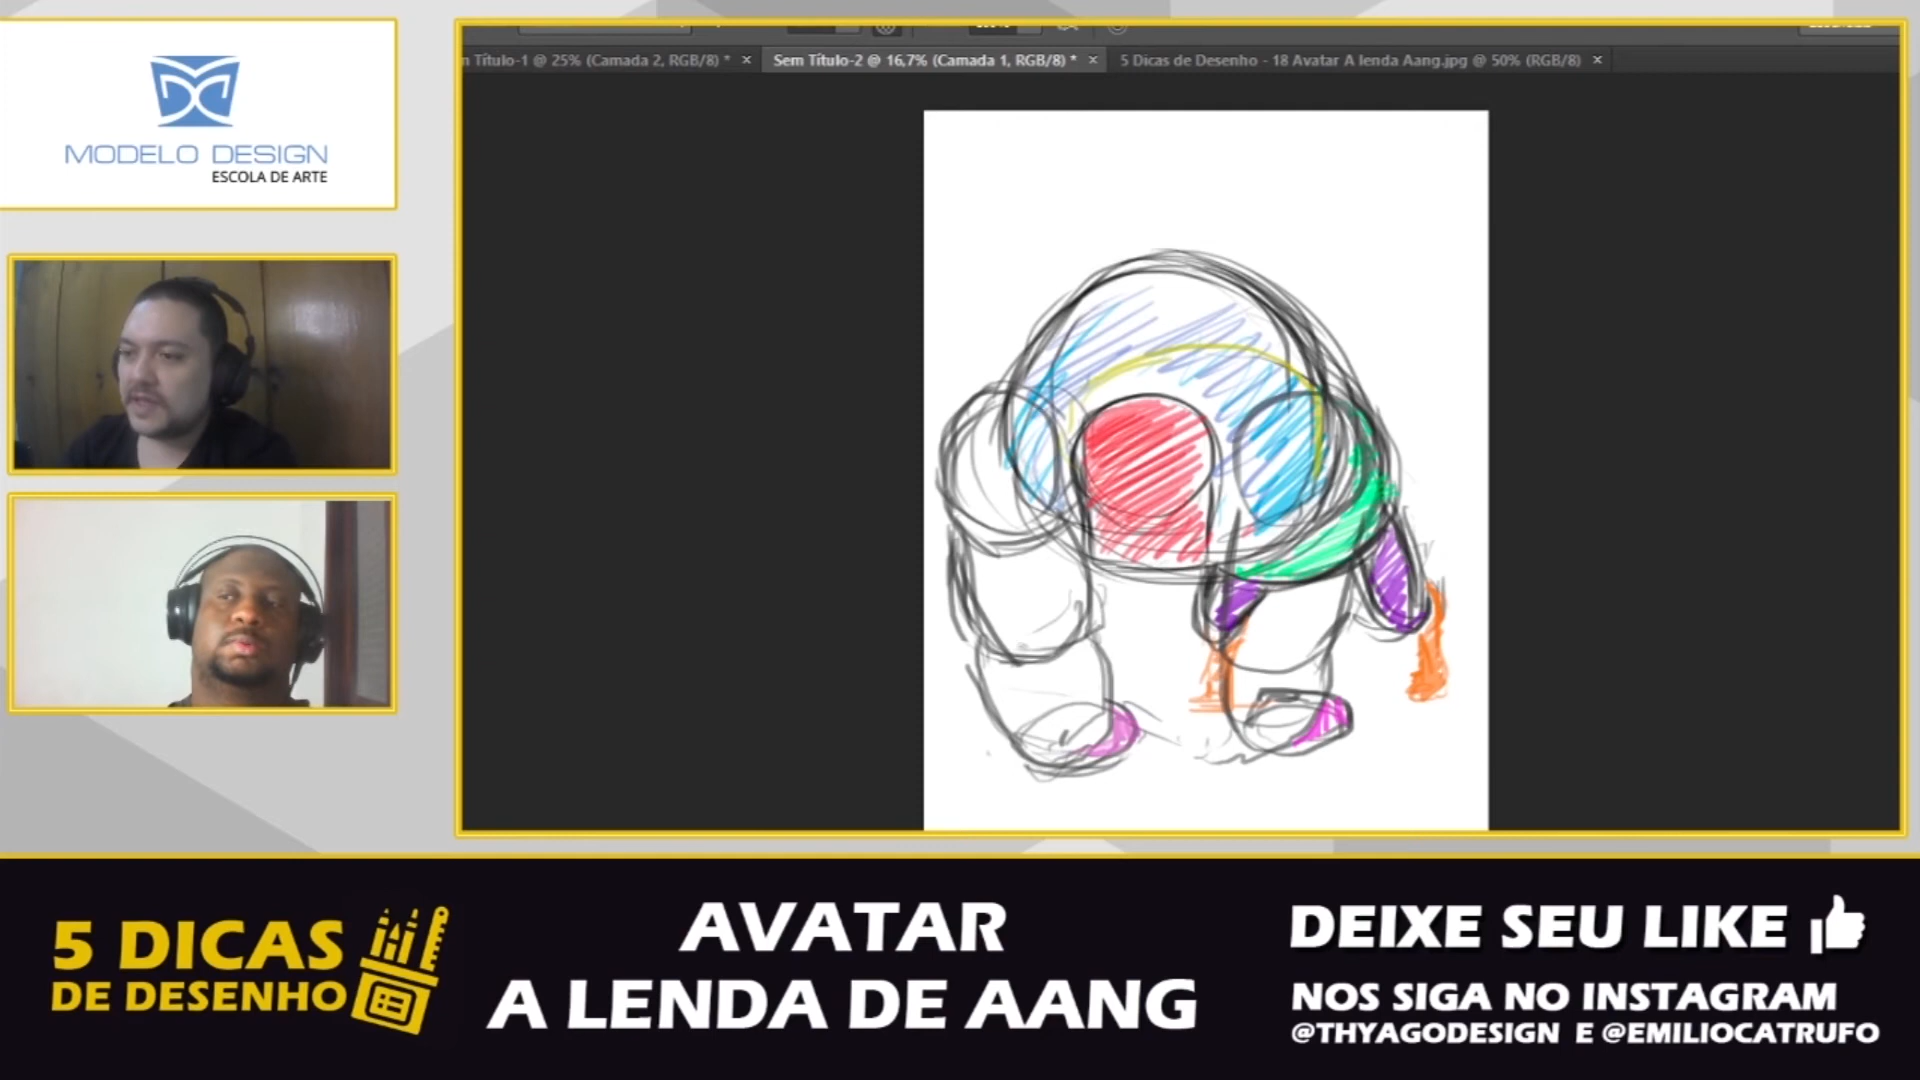 MODELO DESIGN
ESCOLA DE ARTE
Título-1 @ 25% (Camada 2, RGB/8) * ×
Sem Título-2 @ 16,7% (Camada 1, RGB/8) * ×
5 Dicas de Desenho - 18 Avatar A lenda Aang.jpg @ 50% (RGB/8) ×
5 DICAS
DE DESENHO
AVATAR
A LENDA DE AANG
DEIXE SEU LIKE
NOS SIGA NO INSTAGRAM
@THYAGODESIGN E @EMILIOCATRUFO